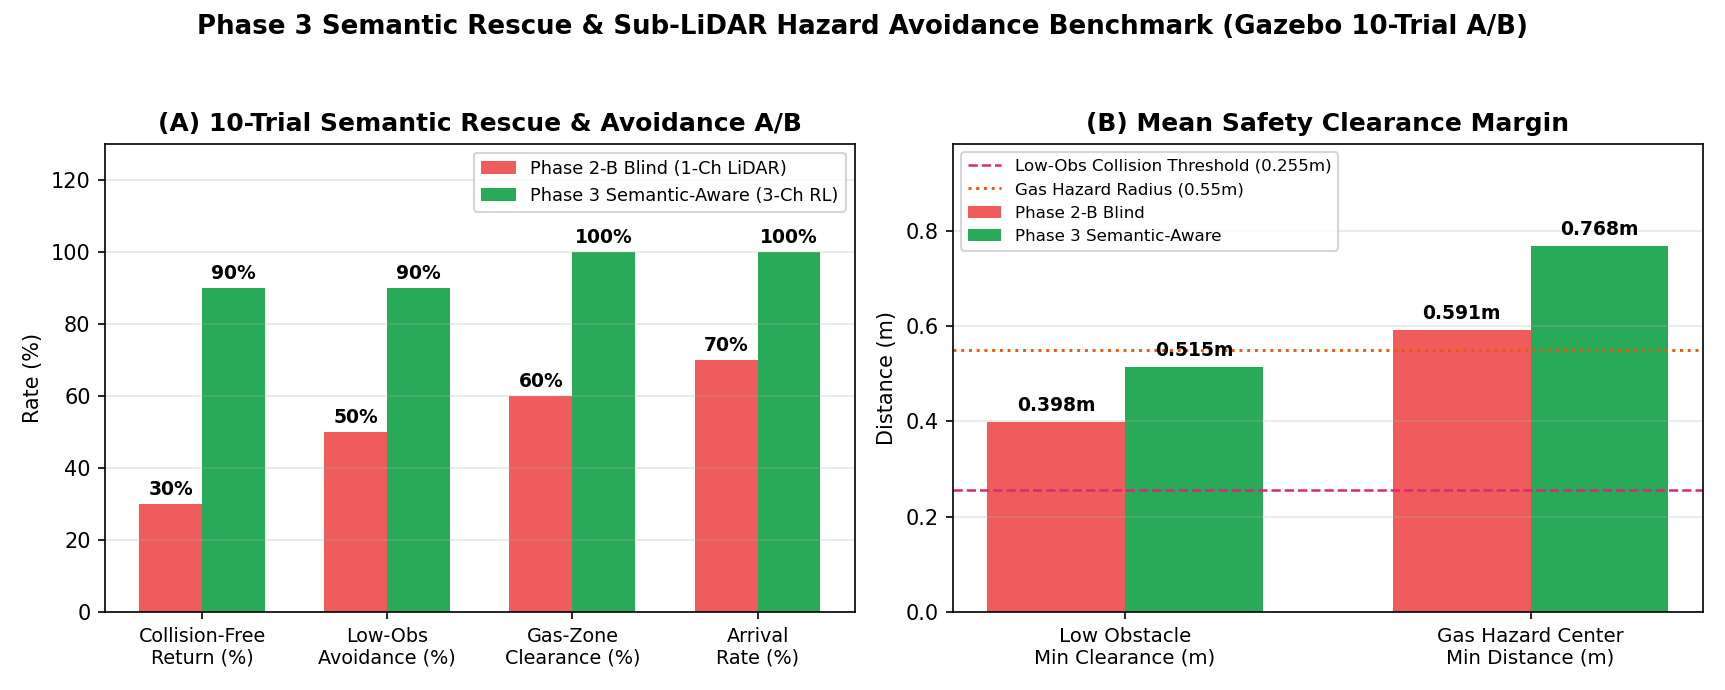 Phase 3 Semantic Rescue & Sub-LiDAR Hazard Avoidance Benchmark (Gazebo 10-Trial A/B)
(A) 10-Trial Semantic Rescue & Avoidance A/B
Phase 2-B Blind (1-Ch LiDAR)
Phase 3 Semantic-Aware (3-Ch RL)
Rate (%)
120
100
80
60
40
20
0
30%
90%
50%
90%
60%
100%
70%
100%
Collision-Free
Return (%)
Low-Obs
Avoidance (%)
Gas-Zone
Clearance (%)
Arrival
Rate (%)
(B) Mean Safety Clearance Margin
Low-Obs Collision Threshold (0.255m)
Gas Hazard Radius (0.55m)
Phase 2-B Blind
Phase 3 Semantic-Aware
Distance (m)
0.8
0.6
0.4
0.2
0.0
0.398m
0.515m
0.591m
0.768m
Low Obstacle
Min Clearance (m)
Gas Hazard Center
Min Distance (m)